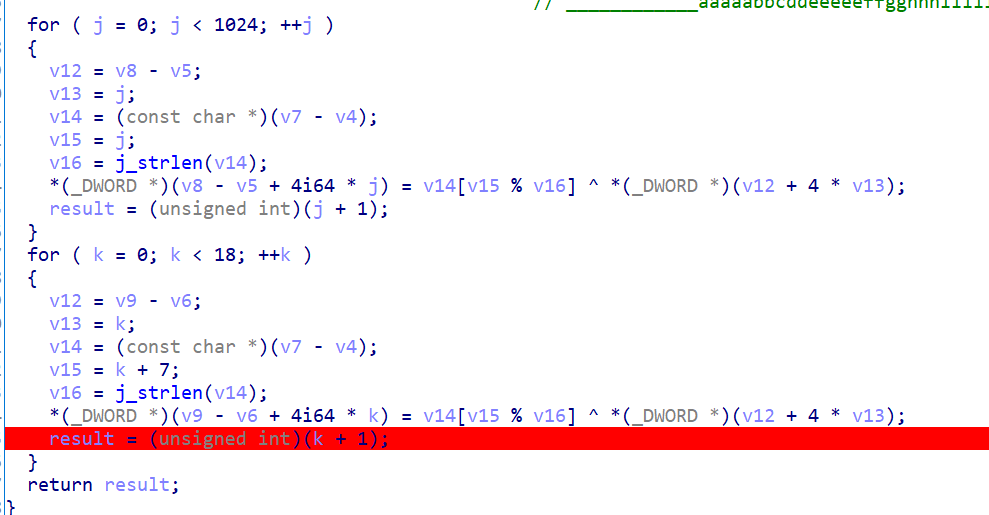 //
for ( j = 0; j < 1024; ++j )
{
v12 = v8 - v5;
v13 = j;
v14 = (const char *)(v7 - v4);
v15 = j;
v16 = j_strlen(v14);
*(_DWORD *)(v8 - v5 + 4i64 * j) = v14[v15 % v16] ^ *(_DWORD *)(v12 + 4 * v13);
result = (unsigned int)(j + 1);
}
for ( k = 0; k < 18; ++k )
{
v12 = v9 - v6;
v13 = k;
v14 = (const char *)(v7 - v4);
v15 = k + 7;
v16 = j_strlen(v14);
*(_DWORD *)(v9 - v6 + 4i64 * k) = v14[v15 % v16] ^ *(_DWORD *)(v12 + 4 * v13);
result = (unsigned int)(k + 1);
}
return result;
}